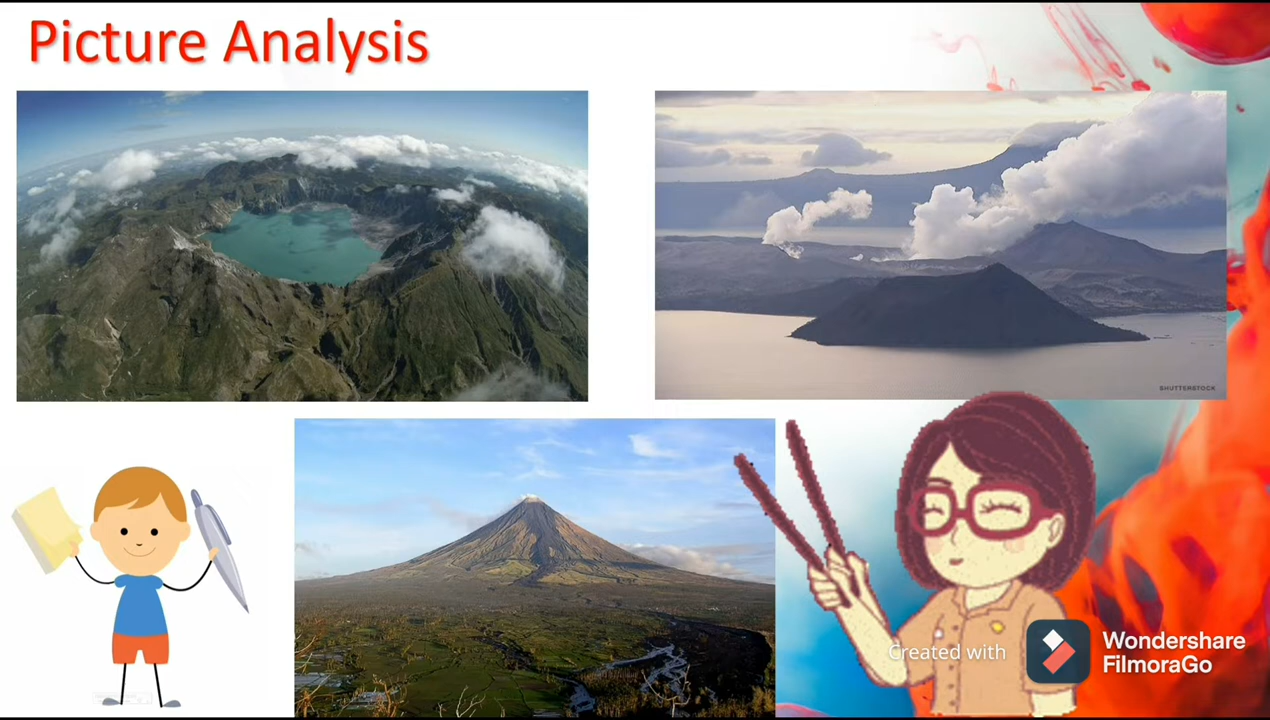 Picture Analysis
SHUTTERSTOCK
Created with
Wondershare
FilmoraGo